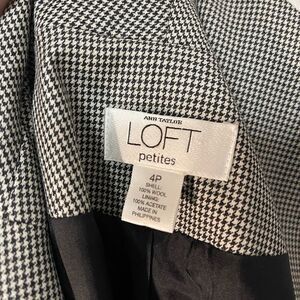 ANN TAYLOR
LOFT
petites
4P
SHELL:
100% WOOL
LINING:
100% ACETATE
MADE IN
PHILIPPINES